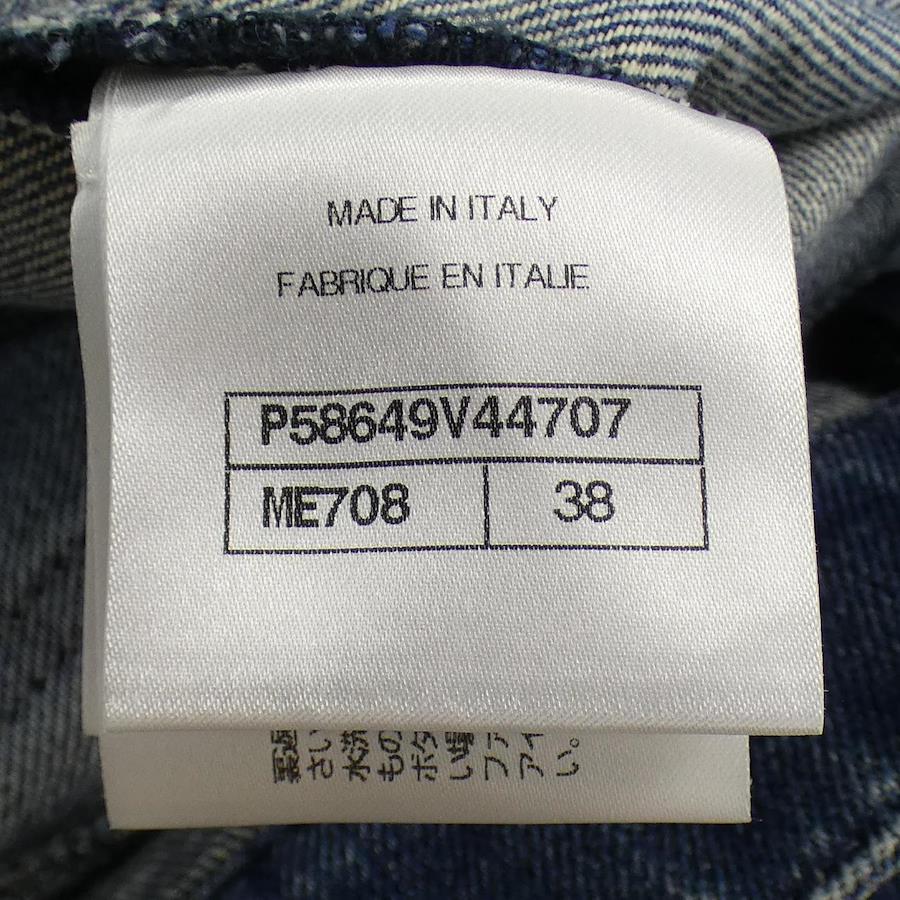 MADE IN ITALY
FABRIQUE EN ITALIE
P58649V44707
ME708 38